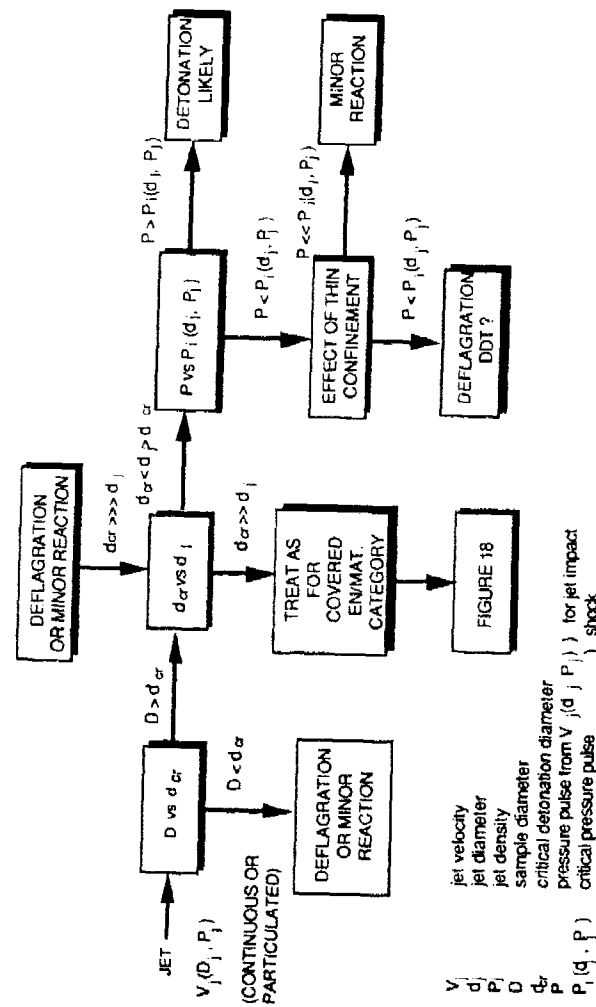 JET
V_j(D_j, P_j)
(CONTINUOUS OR
PARTICULATED)
D vs d_cr
D < d_cr
DEFLAGRATION
OR MINOR
REACTION
D > d_cr
DEFLAGRATION
OR MINOR REACTION
d_cr >>> d_j
d_cr vs d_j
d_cr >> d_j
TREAT AS
FOR
COVERED
EN/MAT.
CATEGORY
FIGURE 18
d_cr < d_j > d_cr
P vs P_i (d_j, P_j)
P > P_i (d_j, P_j)
DETONATION
LIKELY
P < P_i (d_j, P_j)
EFFECT OF THIN
CONFINEMENT
P << P_i (d_j, P_j)
MINOR
REACTION
P < P_i (d_j, P_j)
DEFLAGRATION
DDT ?
V_j jet velocity
d_j jet diameter
P_j jet density
D sample diameter
d_cr critical detonation diameter
P pressure pulse from V_j(d_j P_j) ) for jet impact
P_i (d_j, P_j) critical pressure pulse ) shock